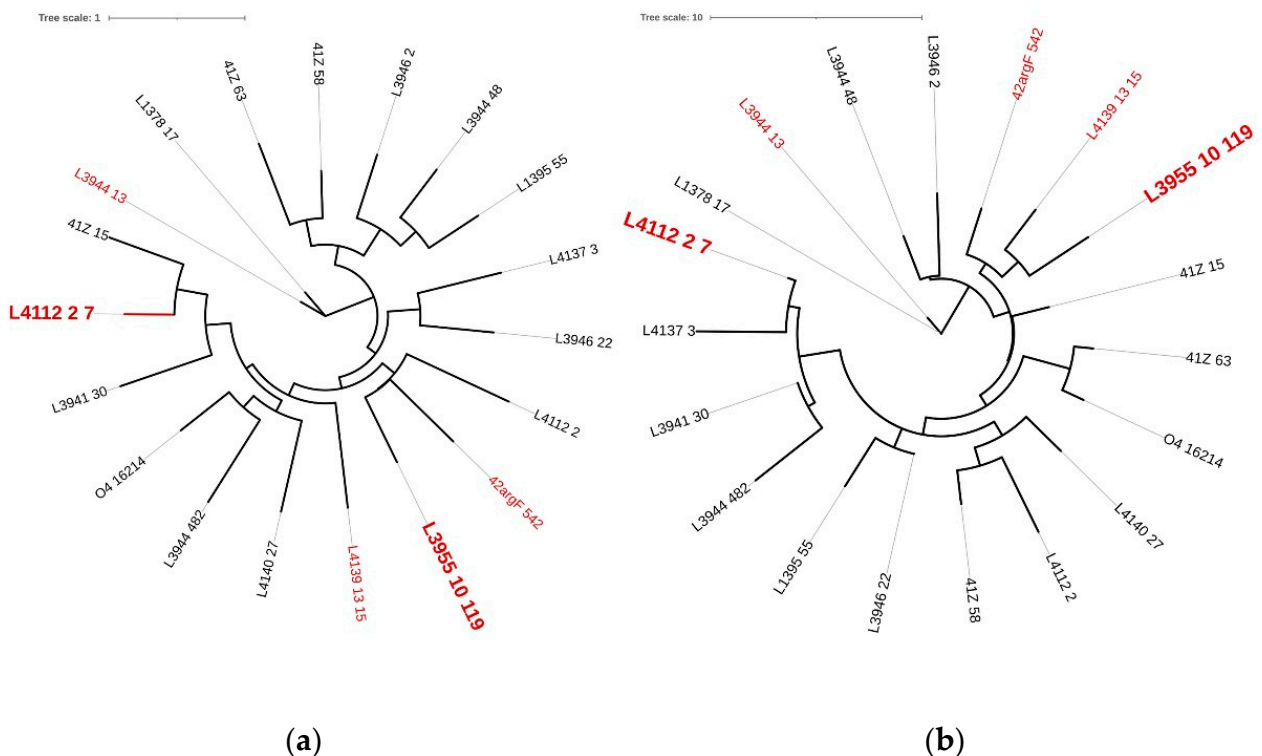 Tree scale: 1
41Z 63
41Z 58
L3946 2
L3944 48
L1395 55
L4137 3
L3946 22
L4112 2
42argF 542
L3955 10 119
L4139 13 15
L4140 27
L3944 482
O4 16214
L3941 30
L4112 2 7
41Z 15
L3944 13
L1378 17
(a)
Tree scale: 10
L3944 48
L3946 2
42argF 542
L4139 13 15
L3955 10 119
41Z 15
41Z 63
O4 16214
L4140 27
L4112 2
41Z 58
L3946 22
L1395 55
L3944 482
L3941 30
L4137 3
L4112 2 7
L1378 17
L3944 13
(b)